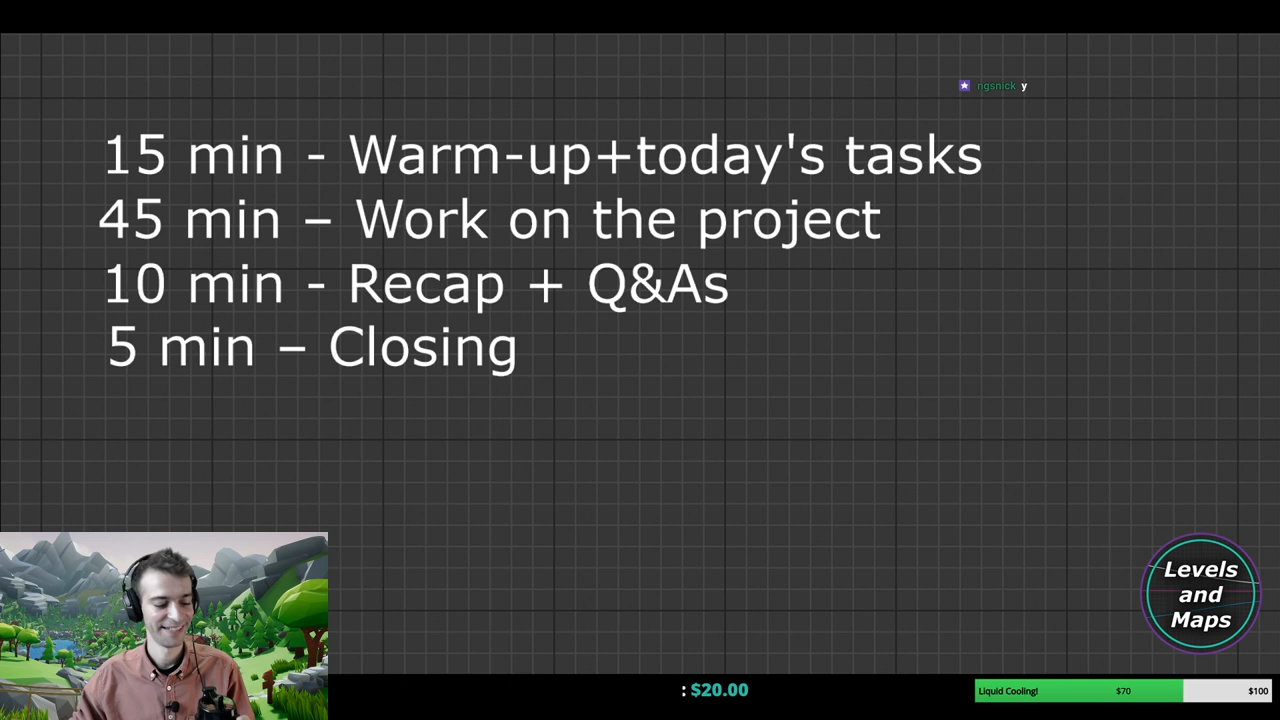 ngsnick y
15 min - Warm-up+today's tasks
45 min – Work on the project
10 min - Recap + Q&As
5 min – Closing
Levels
and
Maps
: $20.00
Liquid Cooling! $70 $100